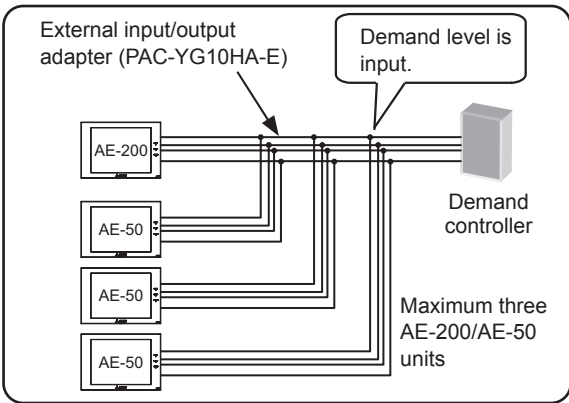 External input/output
adapter (PAC-YG10HA-E)
Demand level is
input.
AE-200
AE-50
AE-50
AE-50
Demand
controller
Maximum three
AE-200/AE-50
units